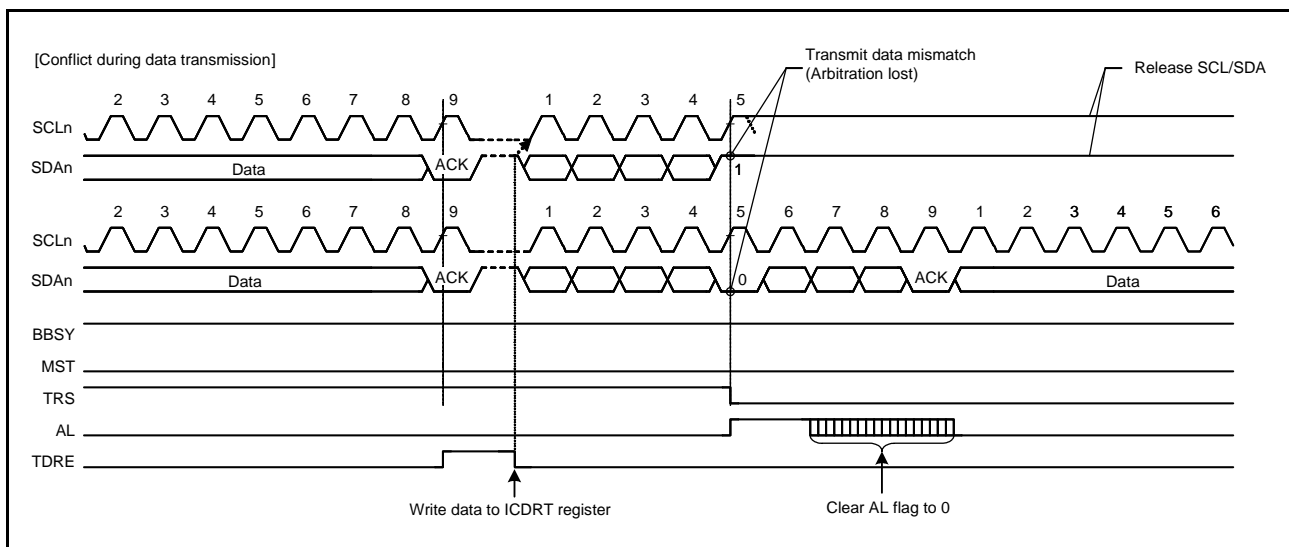 [Conflict during data transmission]
Transmit data mismatch
(Arbitration lost)
Release SCL/SDA
2 3 4 5 6 7 8 9 1 2 3 4 5
SCLn
SDAn Data ACK 1
2 3 4 5 6 7 8 9 1 2 3 4 5 6 7 8 9 1 2 3 4 5 6
SCLn
SDAn Data ACK 0 ACK Data
BBSY
MST
TRS
AL
TDRE
Write data to ICDRT register
Clear AL flag to 0